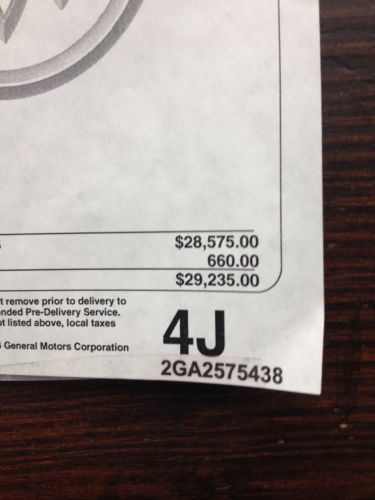 $28,575.00
660.00
$29,235.00
t remove prior to delivery to
nded Pre-Delivery Service.
t listed above, local taxes
General Motors Corporation
4J
2GA2575438